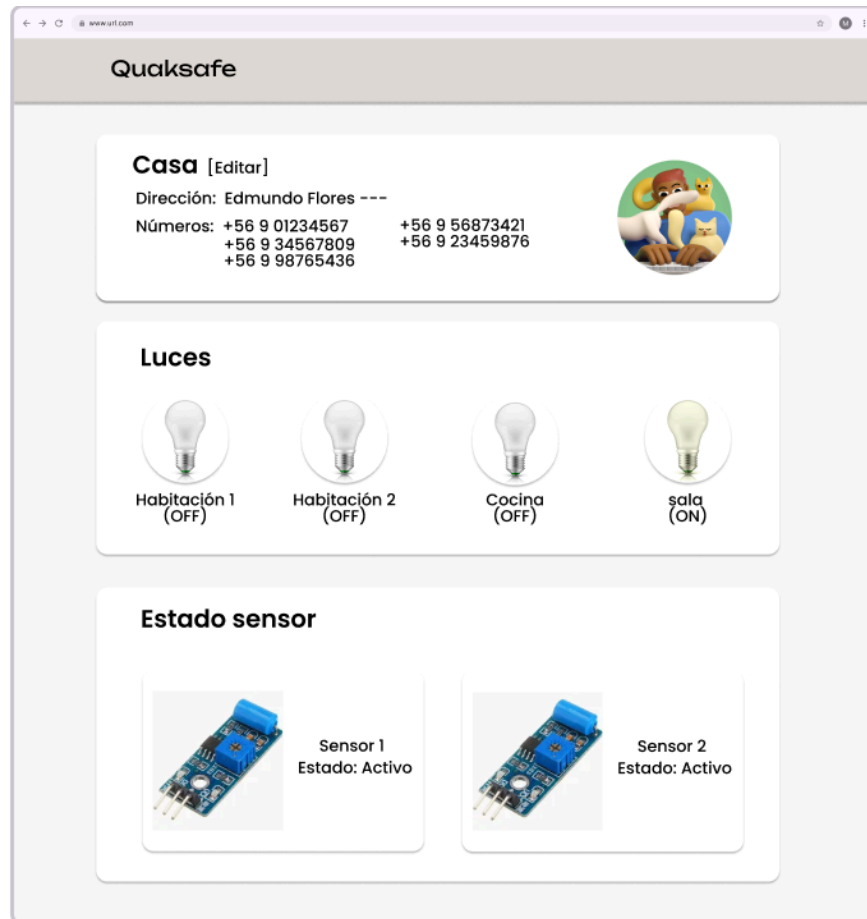 www.url.com
M
Quaksafe
Casa [Editar]
Dirección: Edmundo Flores ---
Números: +56 9 01234567 +56 9 56873421
+56 9 34567809 +56 9 23459876
+56 9 98765436
Luces
Habitación 1 Habitación 2 Cocina sala
(OFF) (OFF) (OFF) (ON)
Estado sensor
Sensor 1 Sensor 2
Estado: Activo Estado: Activo